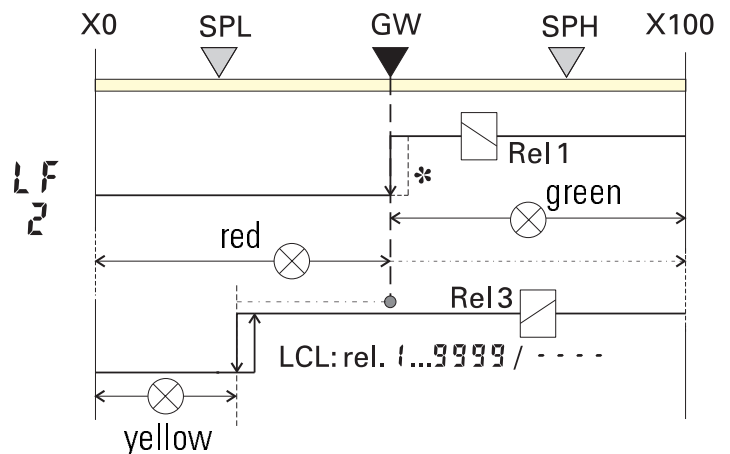 X0 SPL GW SPH X100
Rel 1
LF
2
*
green
red
Rel 3
LCL: rel. 1...9999 / - - - -
yellow